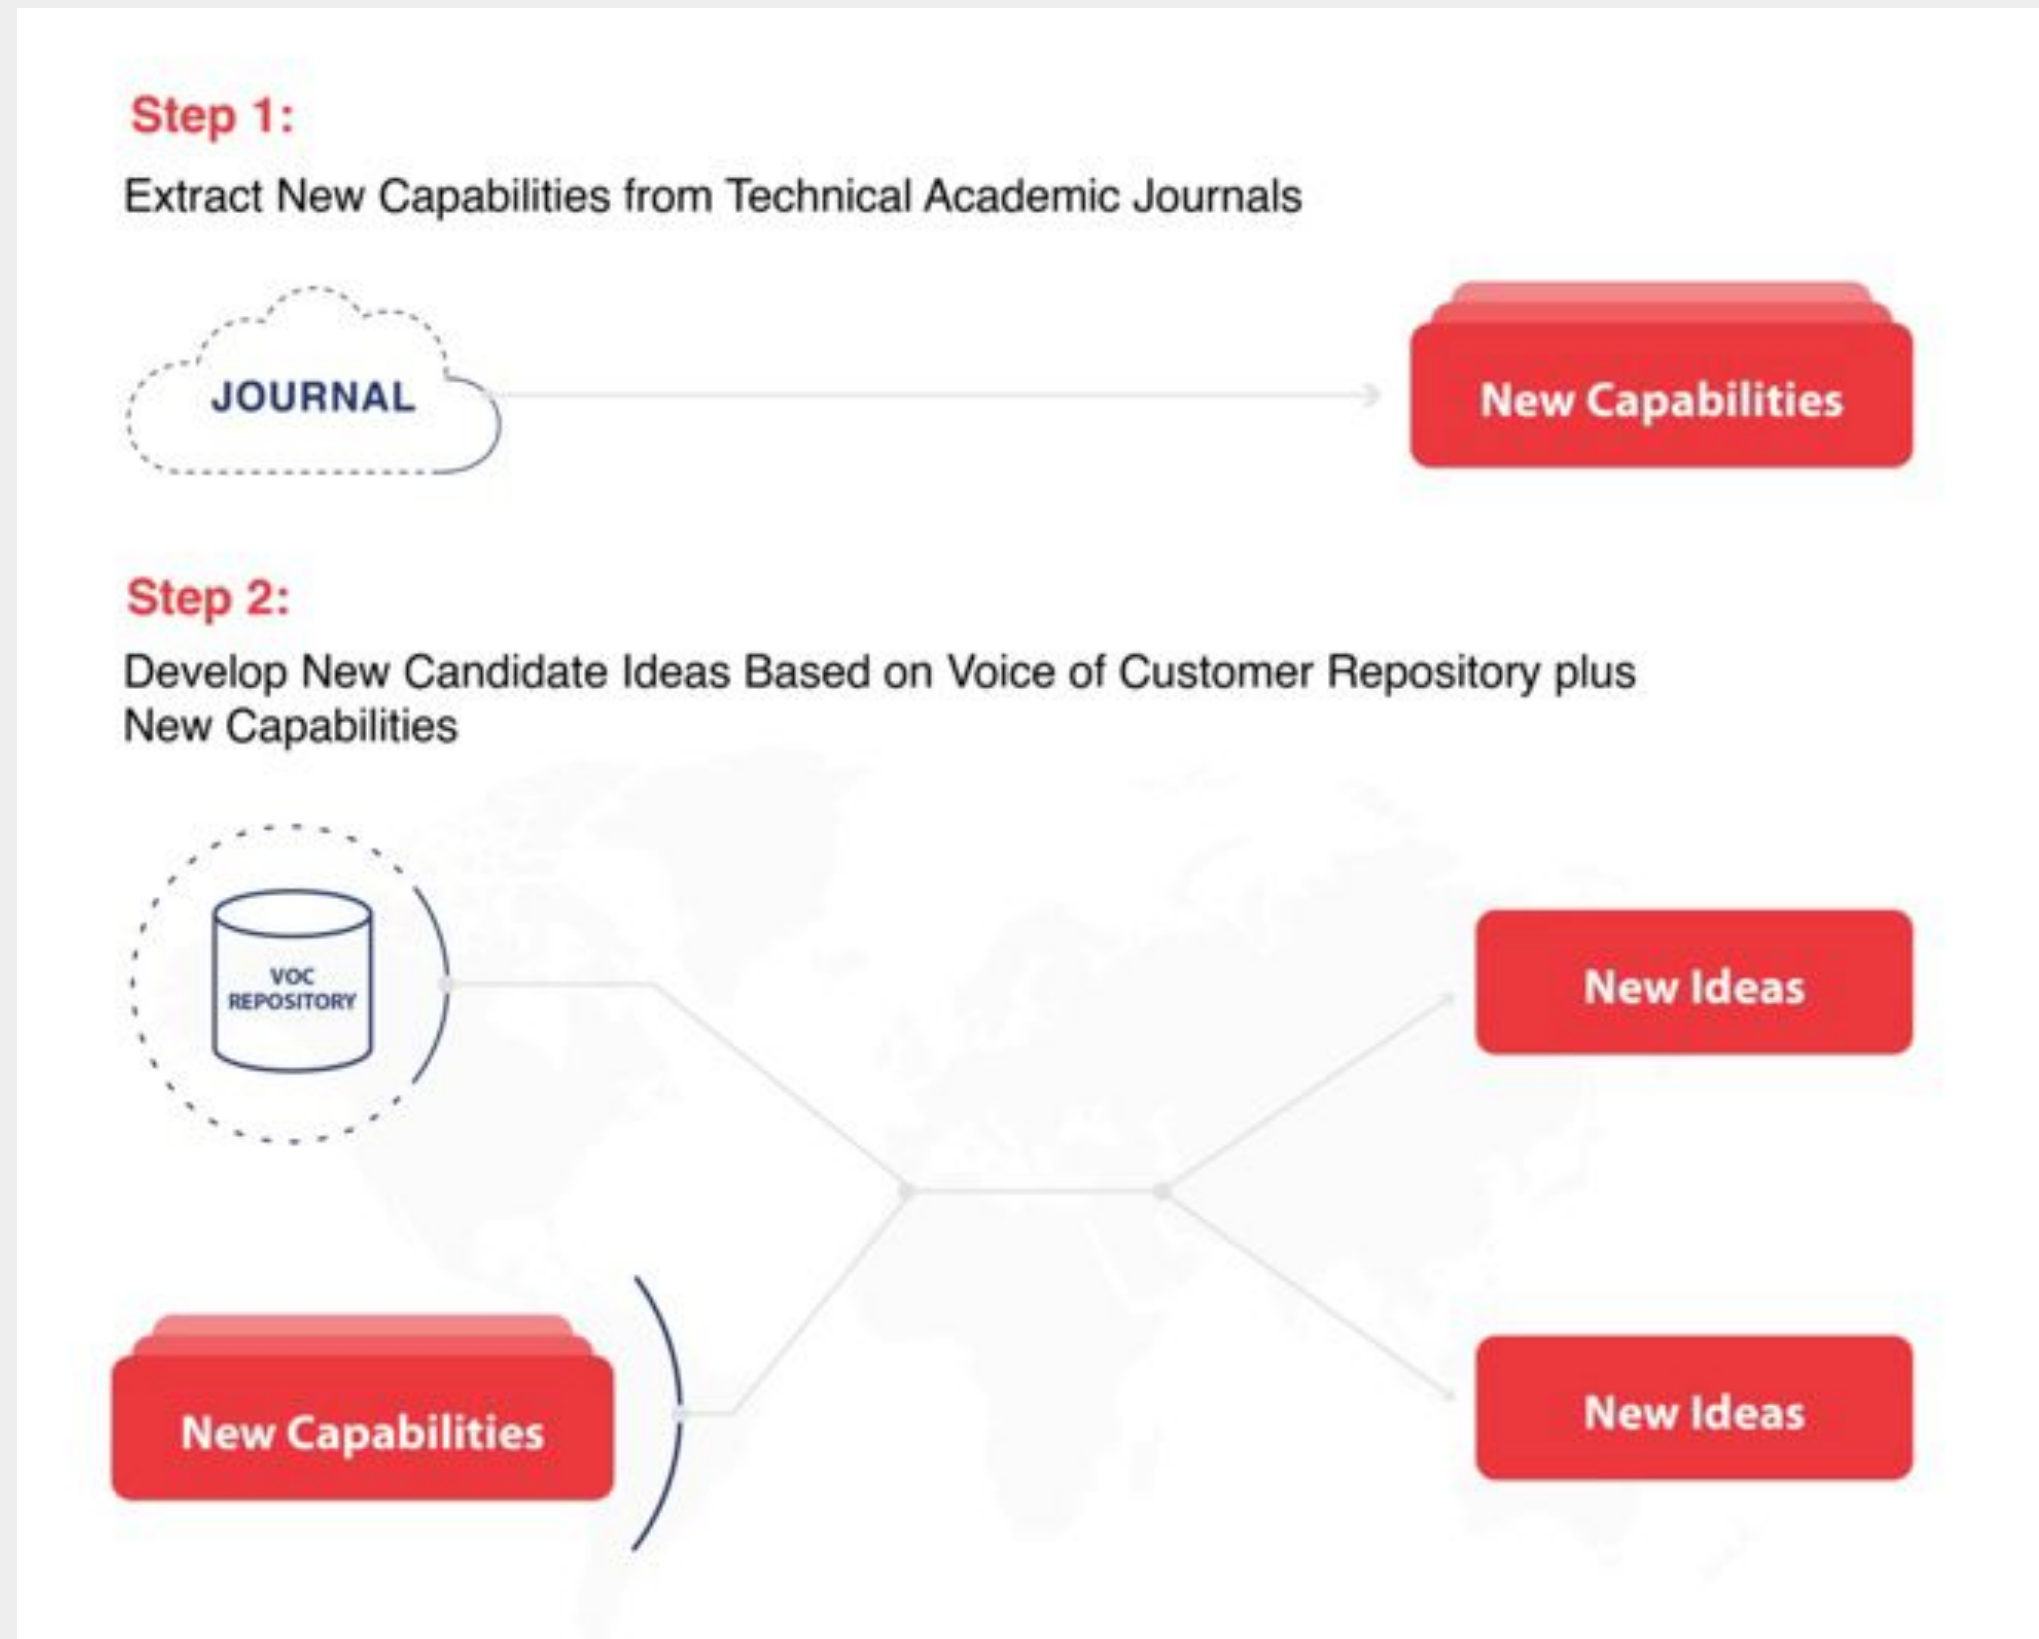 Step 1:
Extract New Capabilities from Technical Academic Journals
JOURNAL
New Capabilities
Step 2:
Develop New Candidate Ideas Based on Voice of Customer Repository plus
New Capabilities
VOC
REPOSITORY
New Ideas
New Capabilities
New Ideas